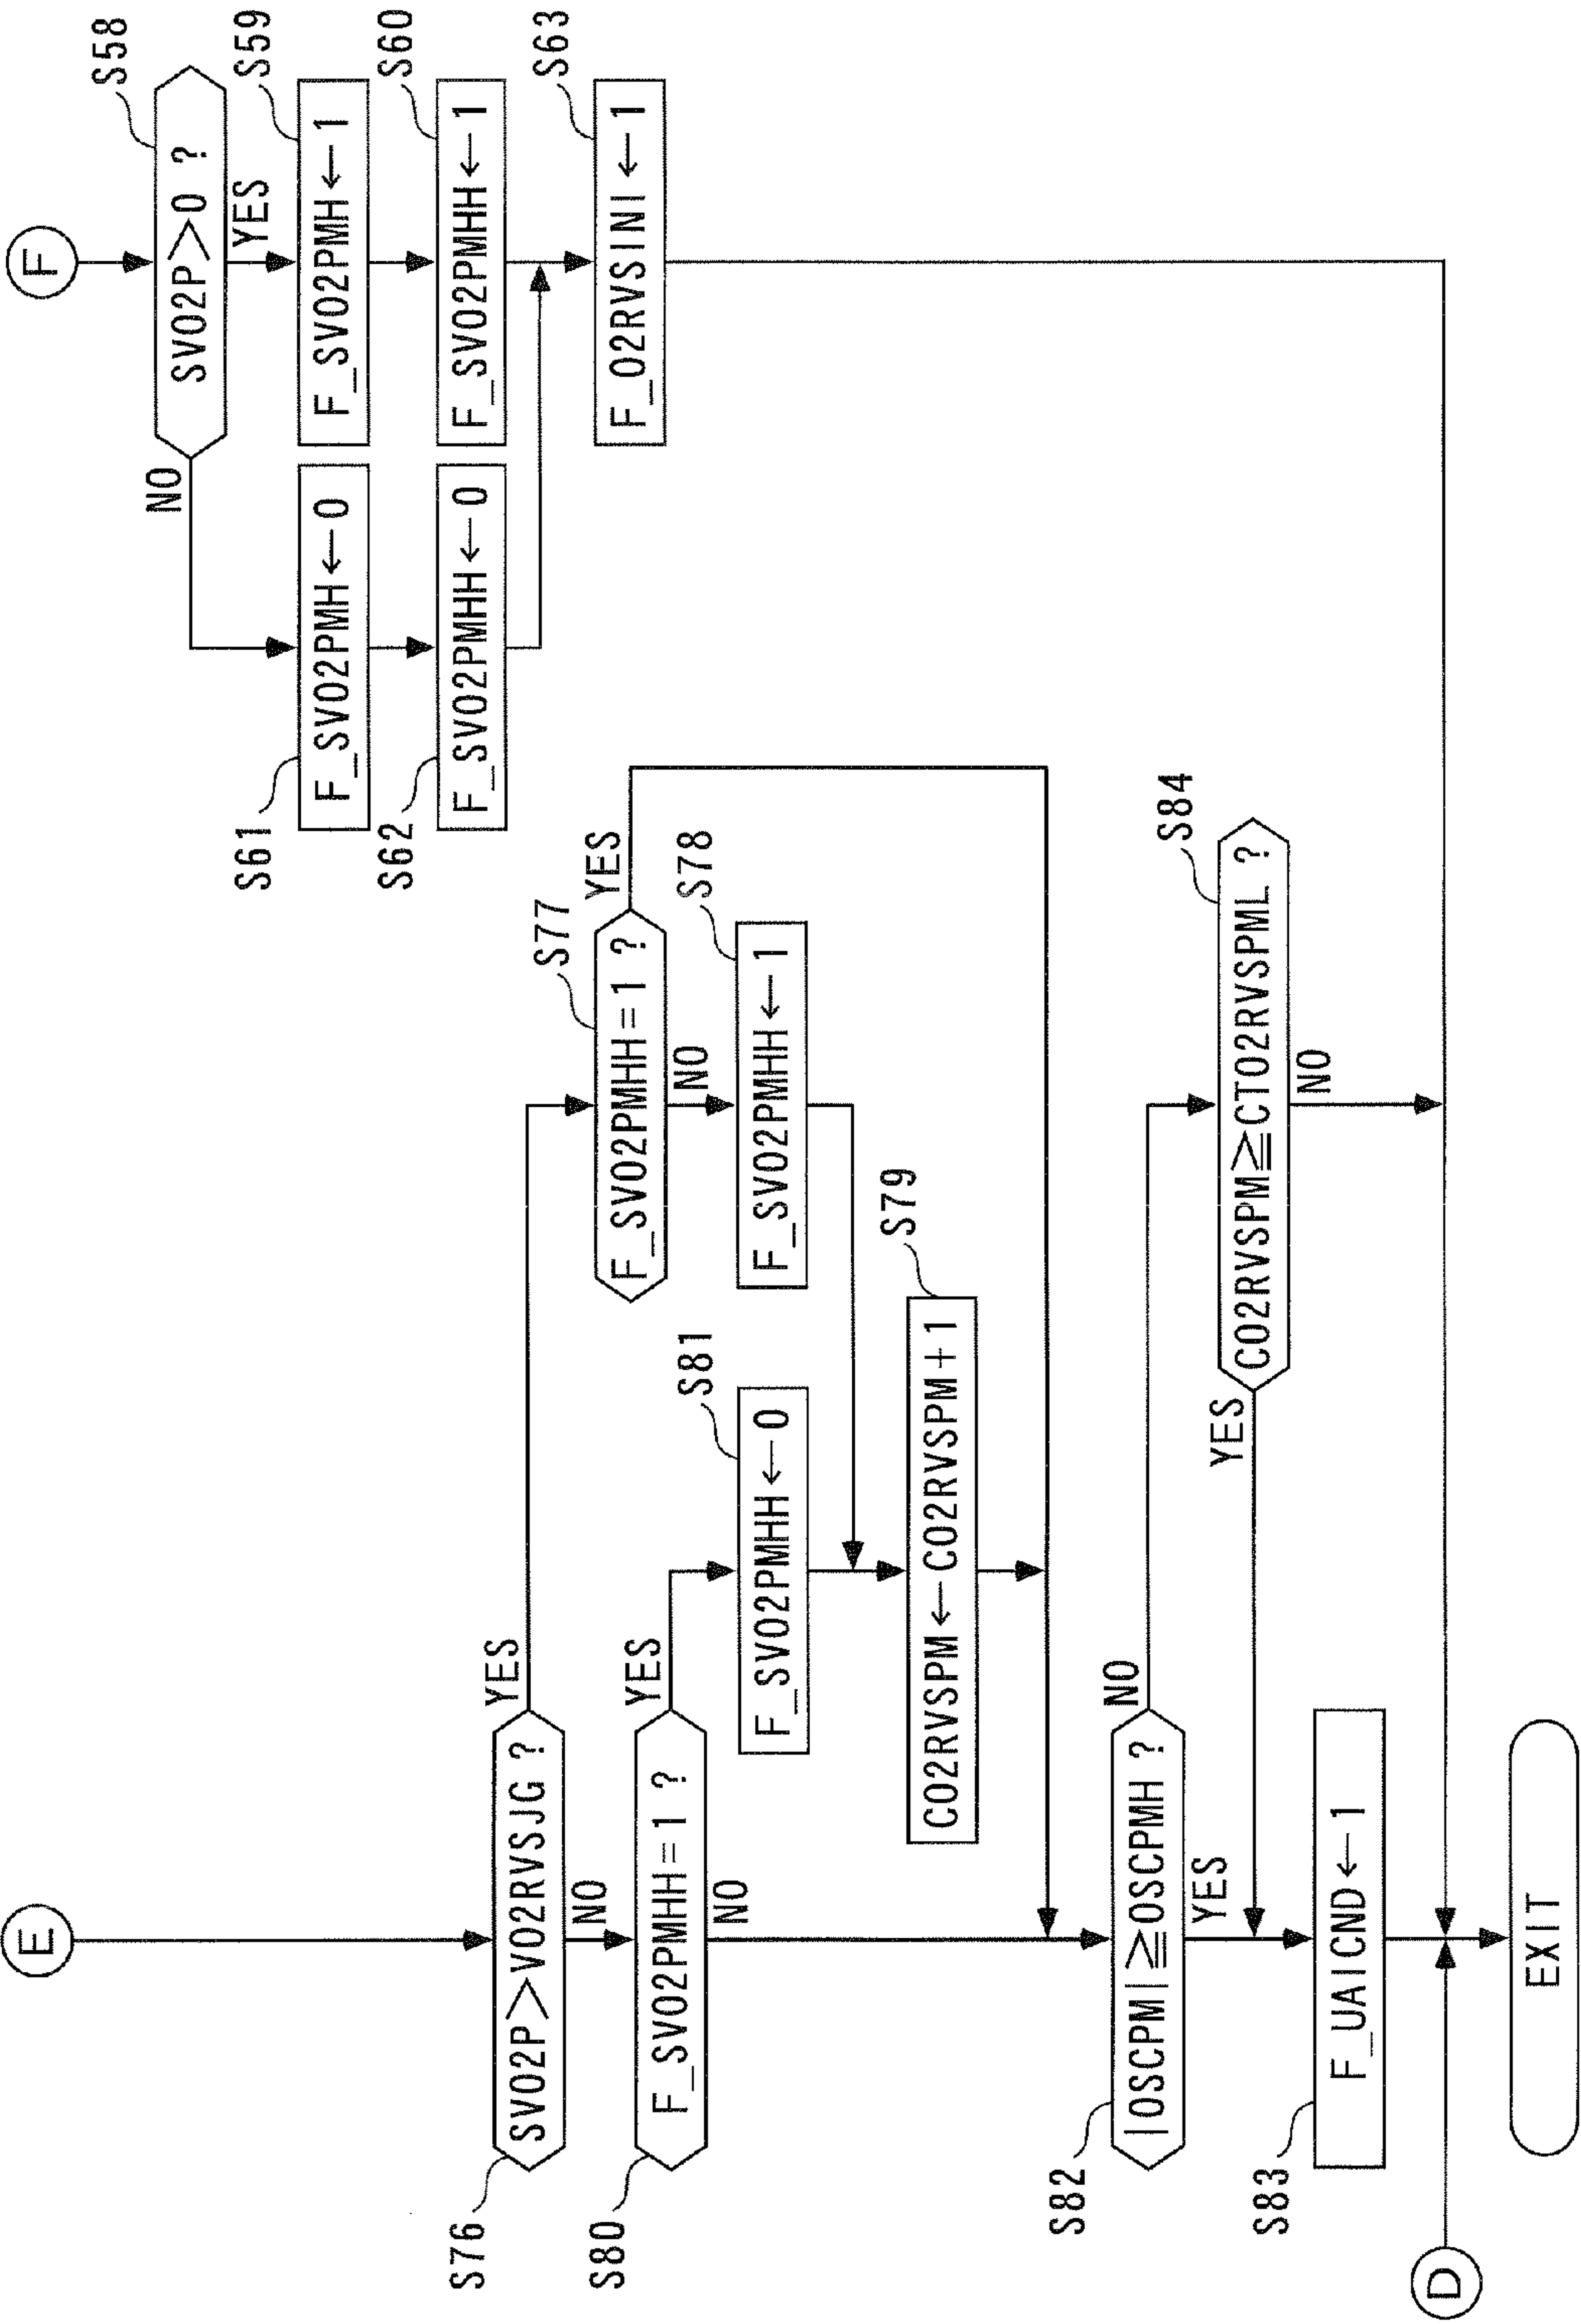 E
S76
SVO2P>VO2RVSJG ?
YES
NO
S80
F_SVO2PMHH=1 ?
YES
NO
S77
F_SVO2PMHH=1 ?
YES
NO
S78
F_SVO2PMHH←1
S81
F_SVO2PMHH←0
S79
CO2RVSPM←CO2RVSPM+1
S82
|OSCPM|≧OSCPMH ?
NO
YES
S84
CO2RVSPM≧CTO2RVSPML ?
YES
NO
S83
F_UAICND←1
D
EXIT
F
S58
SVO2P>0 ?
NO
YES
S61
F_SVO2PMH←0
S59
F_SVO2PMH←1
S62
F_SVO2PMHH←0
S60
F_SVO2PMHH←1
S63
F_O2RVSINI←1